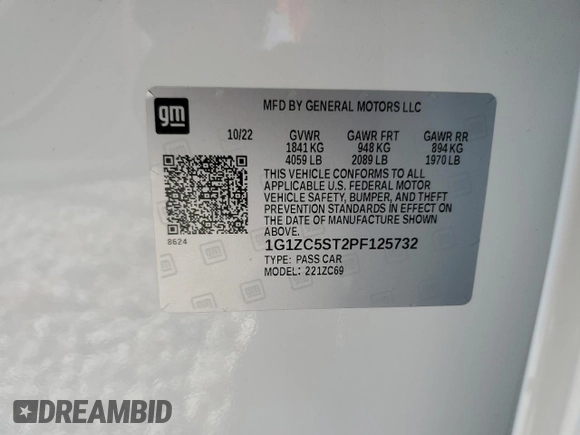 gm
MFD BY GENERAL MOTORS LLC
10/22 GVWR GAWR FRT GAWR RR
1841 KG 948 KG 894 KG
4059 LB 2089 LB 1970 LB
THIS VEHICLE CONFORMS TO ALL
APPLICABLE U.S. FEDERAL MOTOR
VEHICLE SAFETY, BUMPER, AND THEFT
PREVENTION STANDARDS IN EFFECT ON
THE DATE OF MANUFACTURE SHOWN
ABOVE.
8624
1G1ZC5ST2PF125732
TYPE: PASS CAR
MODEL: 221ZC69
DREAMBID